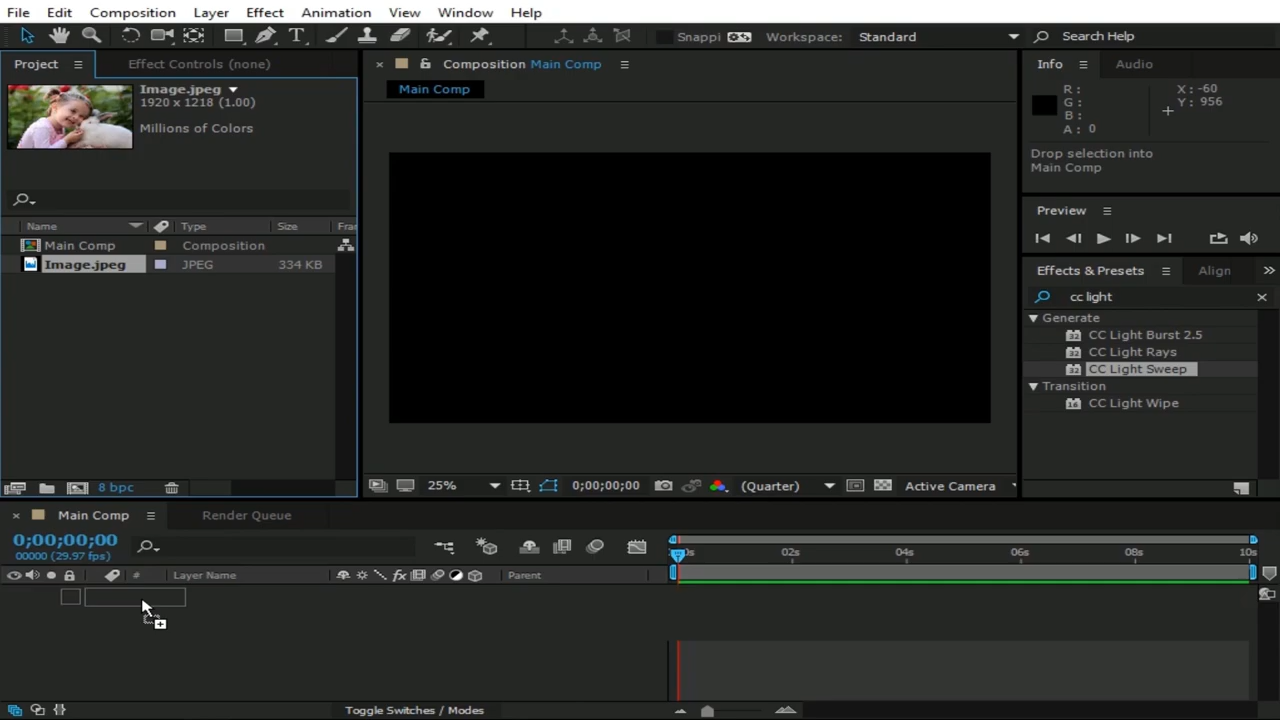 File Edit Composition Layer Effect Animation View Window Help
Snappi Workspace: Standard Search Help
Project Effect Controls (none)
Composition Main Comp
Info Audio
Main Comp
Image.jpeg
1920 x 1218 (1.00)
Millions of Colors
R: X: -60
G: Y: 956
B:
A: 0
Drop selection into
Main Comp
Preview
Name Type Size Fra
Main Comp Composition
Image.jpeg JPEG 334 KB
Effects & Presets Align
cc light
Generate
CC Light Burst 2.5
CC Light Rays
CC Light Sweep
Transition
CC Light Wipe
8 bpc
25% 0;00;00;00 (Quarter) Active Camera
Main Comp Render Queue
0;00;00;00
00000 (29.97 fps)
0s 02s 04s 06s 08s 10s
# Layer Name Parent
Toggle Switches / Modes